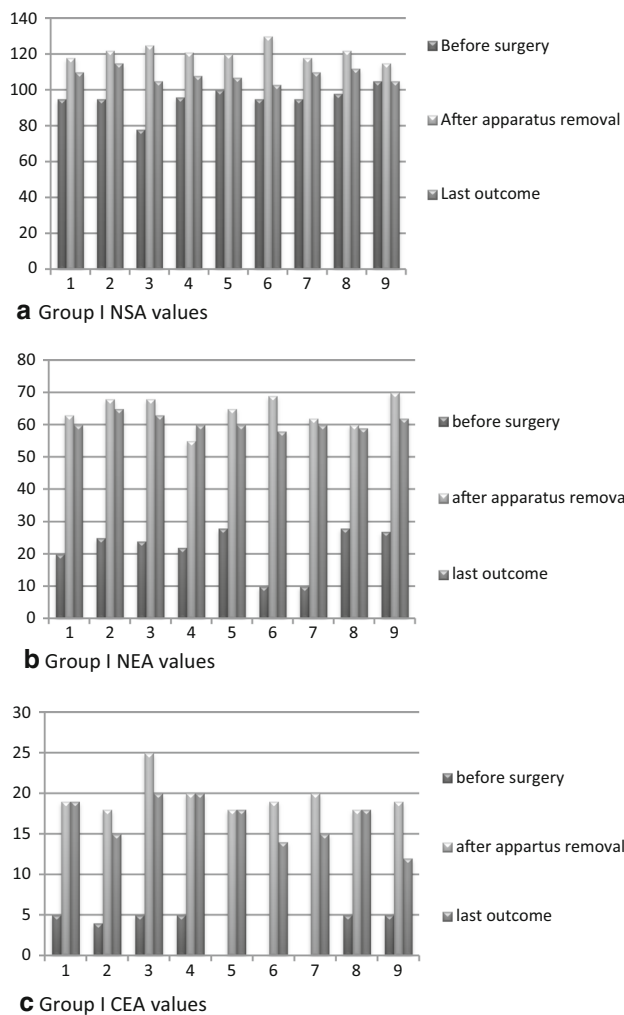 140
120
100
80
60
40
20
0
1 2 3 4 5 6 7 8 9
Before surgery
After apparatus removal
Last outcome
a Group I NSA values
80
70
60
50
40
30
20
10
0
1 2 3 4 5 6 7 8 9
before surgery
after apparatus remova
last outcome
b Group I NEA values
30
25
20
15
10
5
0
1 2 3 4 5 6 7 8 9
before surgery
after appartus removal
last outcome
c Group I CEA values